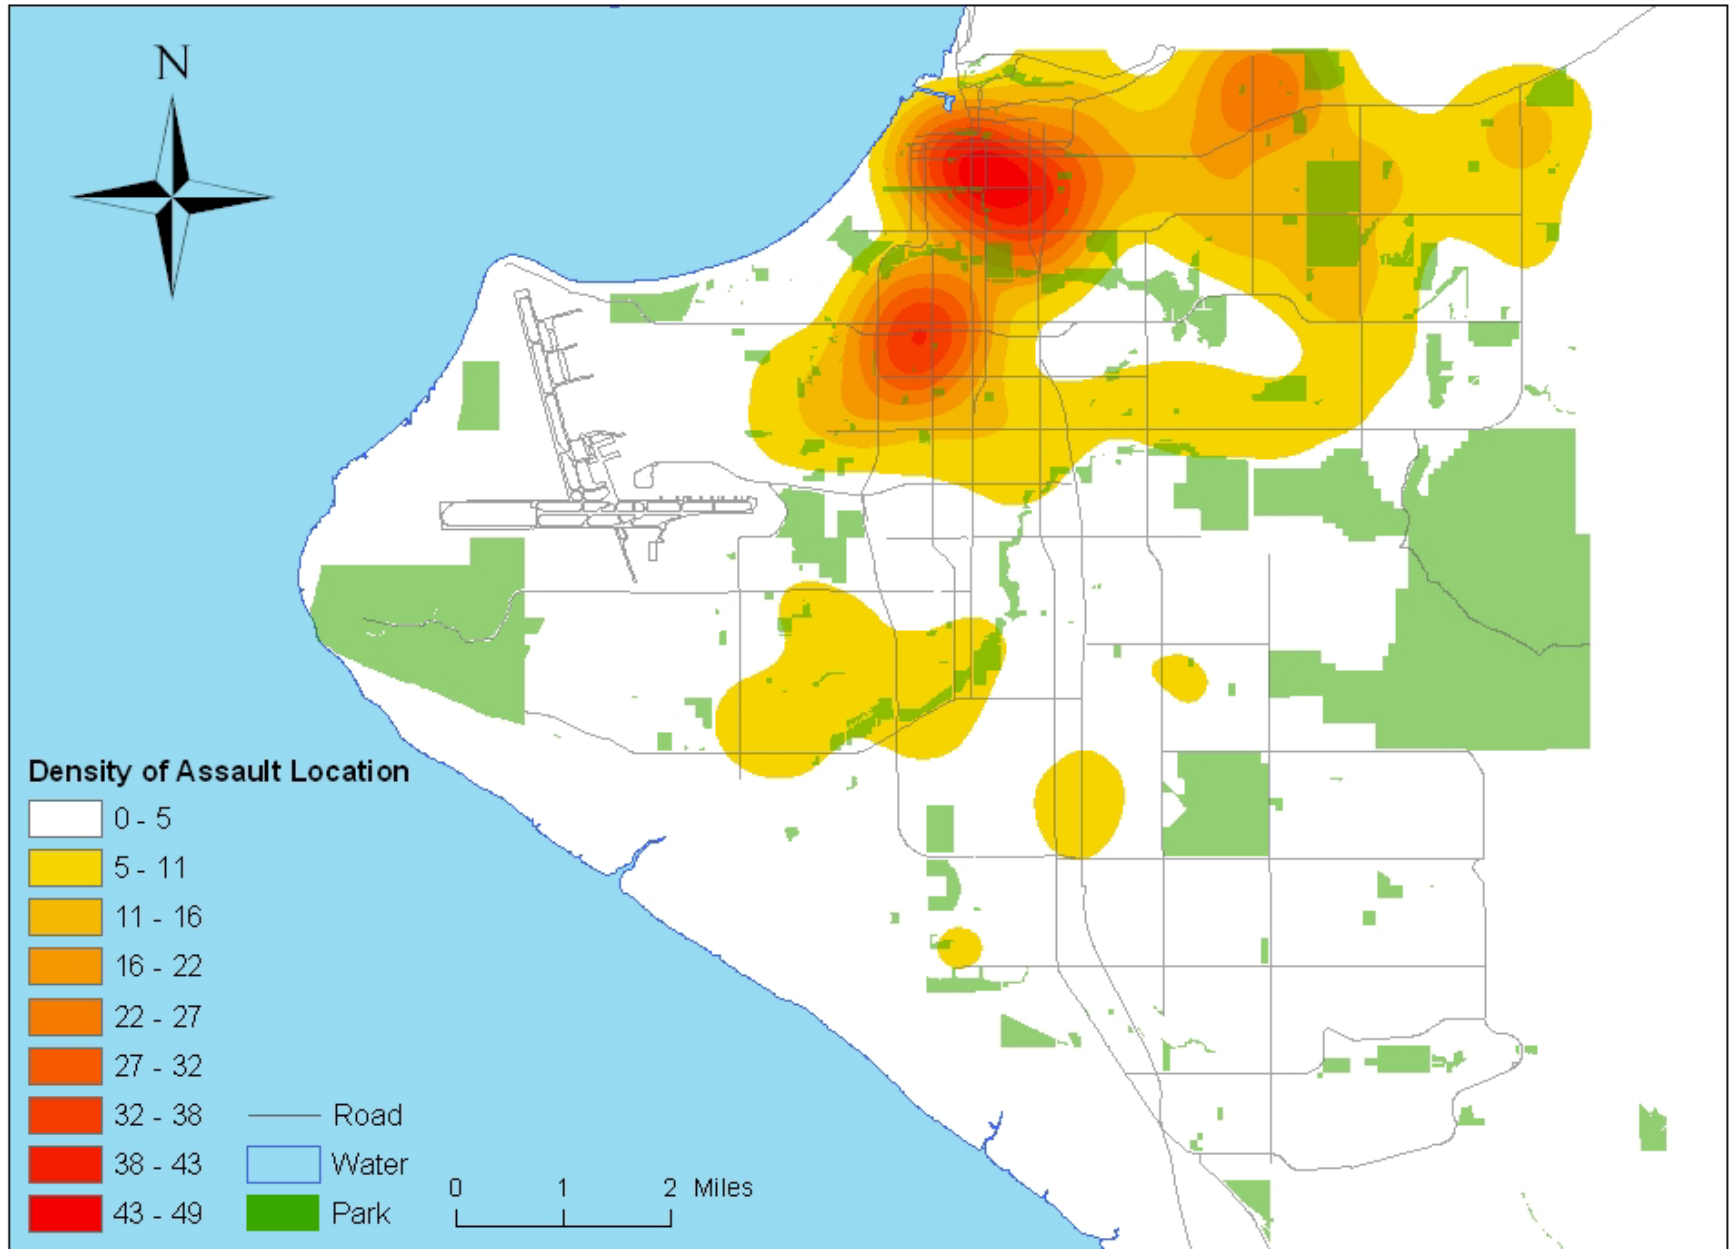 N
Density of Assault Location
0 - 5
5 - 11
11 - 16
16 - 22
22 - 27
27 - 32
32 - 38
38 - 43
43 - 49
Road
Water
Park
0 1 2 Miles